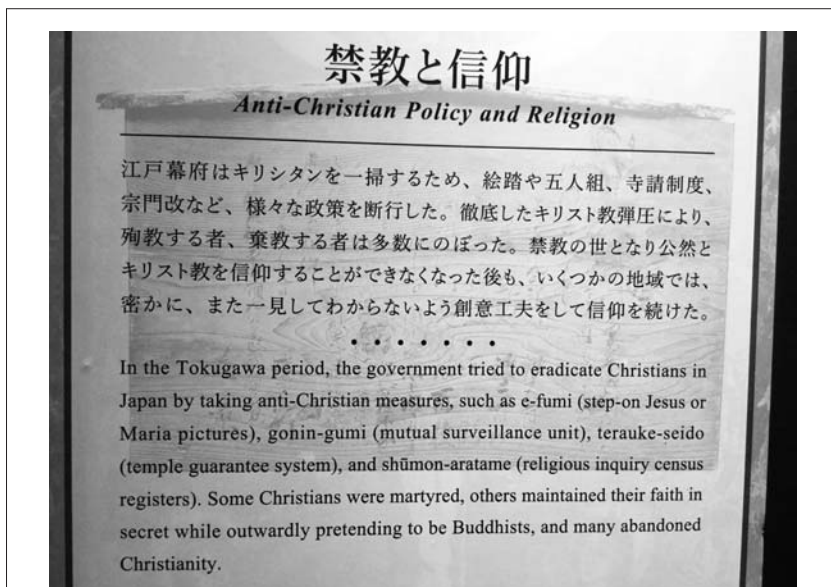 禁教と信仰
Anti-Christian Policy and Religion
江戸幕府はキリシタンを一掃するため、絵踏や五人組、寺請制度、
宗門改など、様々な政策を断行した。徹底したキリスト教弾圧により、
殉教する者、棄教する者は多数にのぼった。禁教の世となり公然と
キリスト教を信仰することができなくなった後も、いくつかの地域では、
密かに、また一見してわからないよう創意工夫をして信仰を続けた。
In the Tokugawa period, the government tried to eradicate Christians in
Japan by taking anti-Christian measures, such as e-fumi (step-on Jesus or
Maria pictures), gonin-gumi (mutual surveillance unit), terauke-seido
(temple guarantee system), and shūmon-aratame (religious inquiry census
registers). Some Christians were martyred, others maintained their faith in
secret while outwardly pretending to be Buddhists, and many abandoned
Christianity.